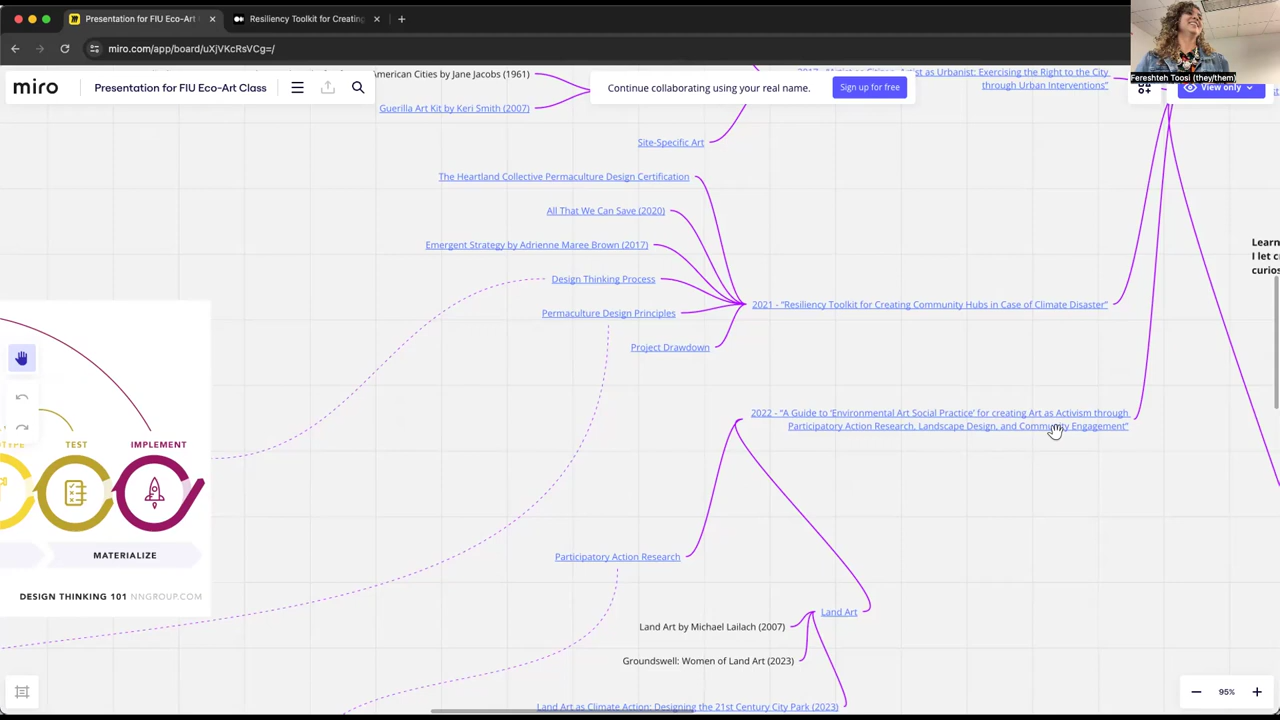 Presentation for FIU Eco-Art
Resiliency Toolkit for Creating
miro.com/app/board/uXjVKcRsVCg=/
Fereshteh Toosi (they/them)
miro
Presentation for FIU Eco-Art Class
American Cities by Jane Jacobs (1961)
Continue collaborating using your real name.
Sign up for free
View only
as Urbanist: Exercising the Right to the City
through Urban Interventions"
Guerilla Art Kit by Keri Smith (2007)
Site-Specific Art
The Heartland Collective Permaculture Design Certification
All That We Can Save (2020)
Emergent Strategy by Adrienne Maree Brown (2017)
Learn
I let c
curios
Design Thinking Process
2021 - "Resiliency Toolkit for Creating Community Hubs in Case of Climate Disaster"
Permaculture Design Principles
Project Drawdown
2022 - "A Guide to 'Environmental Art Social Practice' for creating Art as Activism through
Participatory Action Research, Landscape Design, and Community Engagement"
TEST
IMPLEMENT
MATERIALIZE
DESIGN THINKING 101 NNGROUP.COM
Participatory Action Research
Land Art
Land Art by Michael Lailach (2007)
Groundswell: Women of Land Art (2023)
Land Art as Climate Action: Designing the 21st Century City Park (2023)
95%